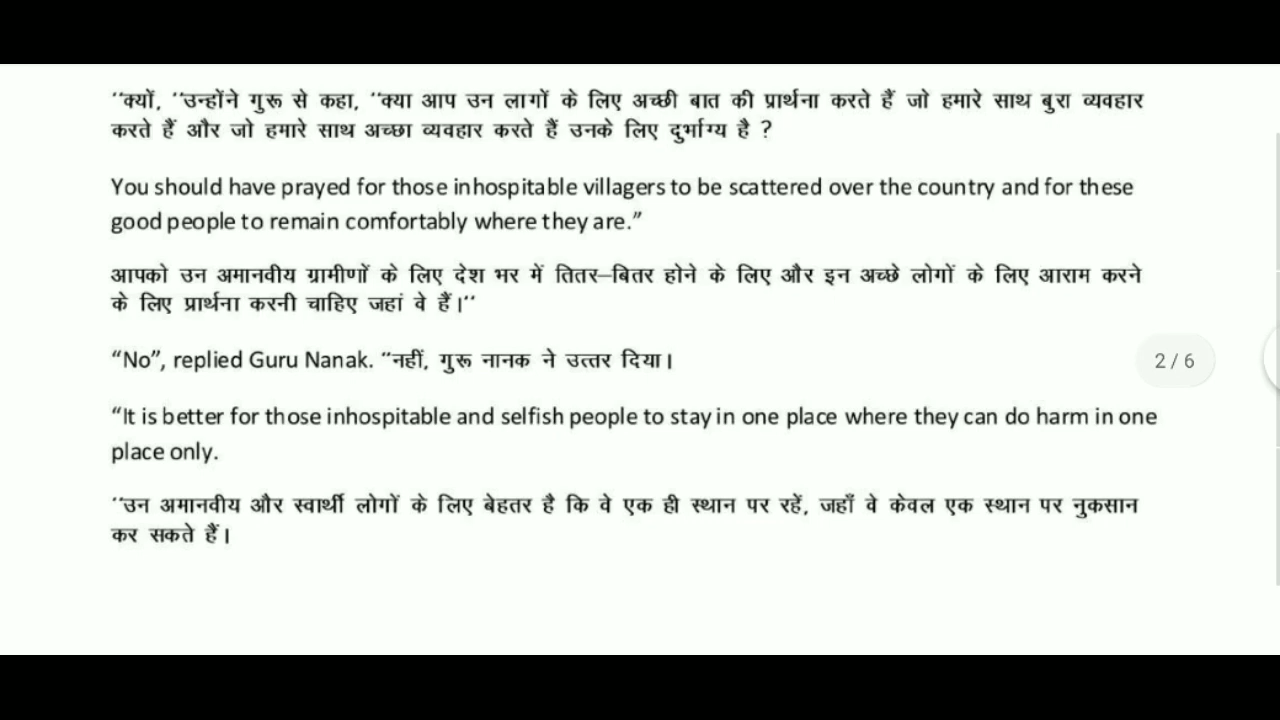 ‘‘क्यों, ‘‘उन्होंने गुरू से कहा, ‘‘क्या आप उन लागों के लिए अच्छी बात की प्रार्थना करते हैं जो हमारे साथ बुरा व्यवहार
करते हैं और जो हमारे साथ अच्छा व्यवहार करते हैं उनके लिए दुर्भाग्य है ?
You should have prayed for those inhospitable villagers to be scattered over the country and for these
good people to remain comfortably where they are.”
आपको उन अमानवीय ग्रामीणों के लिए देश भर में तितर–बितर होने के लिए और इन अच्छे लोगों के लिए आराम करने
के लिए प्रार्थना करनी चाहिए जहां वे हैं।‘‘
“No”, replied Guru Nanak. “नहीं, गुरू नानक ने उत्तर दिया।
2 / 6
“It is better for those inhospitable and selfish people to stay in one place where they can do harm in one
place only.
‘‘उन अमानवीय और स्वार्थी लोगों के लिए बेहतर है कि वे एक ही स्थान पर रहें, जहाँ वे केवल एक स्थान पर नुकसान
कर सकते हैं।